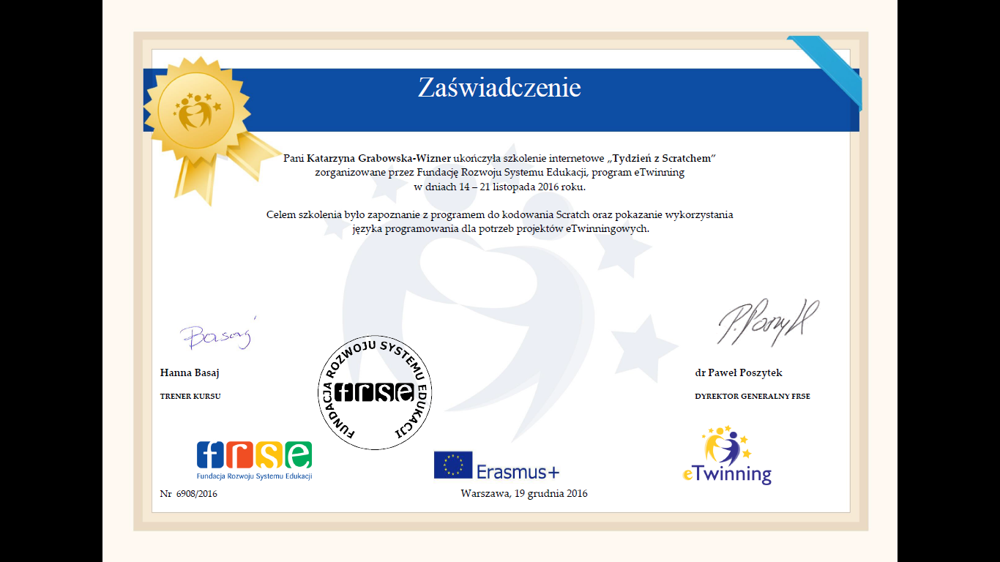 Zaświadczenie
Pani Katarzyna Grabowska-Wizner ukończyła szkolenie internetowe „Tydzień z Scratchem”
zorganizowane przez Fundację Rozwoju Systemu Edukacji, program eTwinning
w dniach 14 – 21 listopada 2016 roku.
Celem szkolenia było zapoznanie z programem do kodowania Scratch oraz pokazanie wykorzystania
języka programowania dla potrzeb projektów eTwinningowych.
Basaj
Hanna Basaj
TRENER KURSU
FUNDACJA ROZWOJU SYSTEMU EDUKACJI
frse
dr Paweł Poszytek
DYREKTOR GENERALNY FRSE
frse
Fundacja Rozwoju Systemu Edukacji
Erasmus+
eTwinning
Nr 6908/2016
Warszawa, 19 grudnia 2016